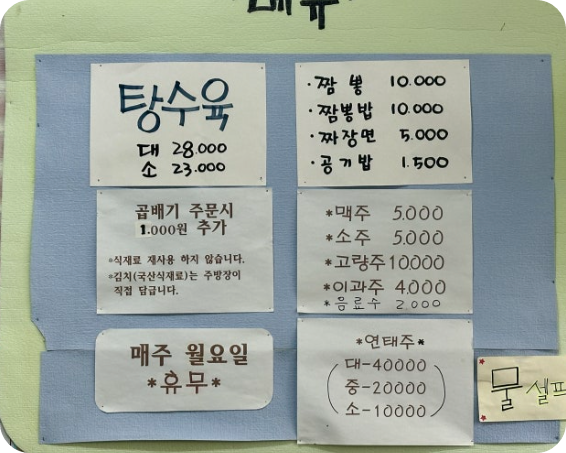 메뉴
탕수육
대 28.000
소 23.000
· 짬뽕 10.000
· 짬뽕밥 10.000
· 짜장면 5.000
· 공기밥 1.500
곱배기 주문시
1.000원 추가
*식재료 재사용 하지 않습니다.
*김치(국산식재료)는 주방장이
직접 담급니다.
*맥주 5.000
*소주 5.000
*고량주 10.000
*이과주 4.000
*음료수 2.000
매주 월요일
*휴무*
*연태주*
대-40000
중-20000
소-10000
물 셀프